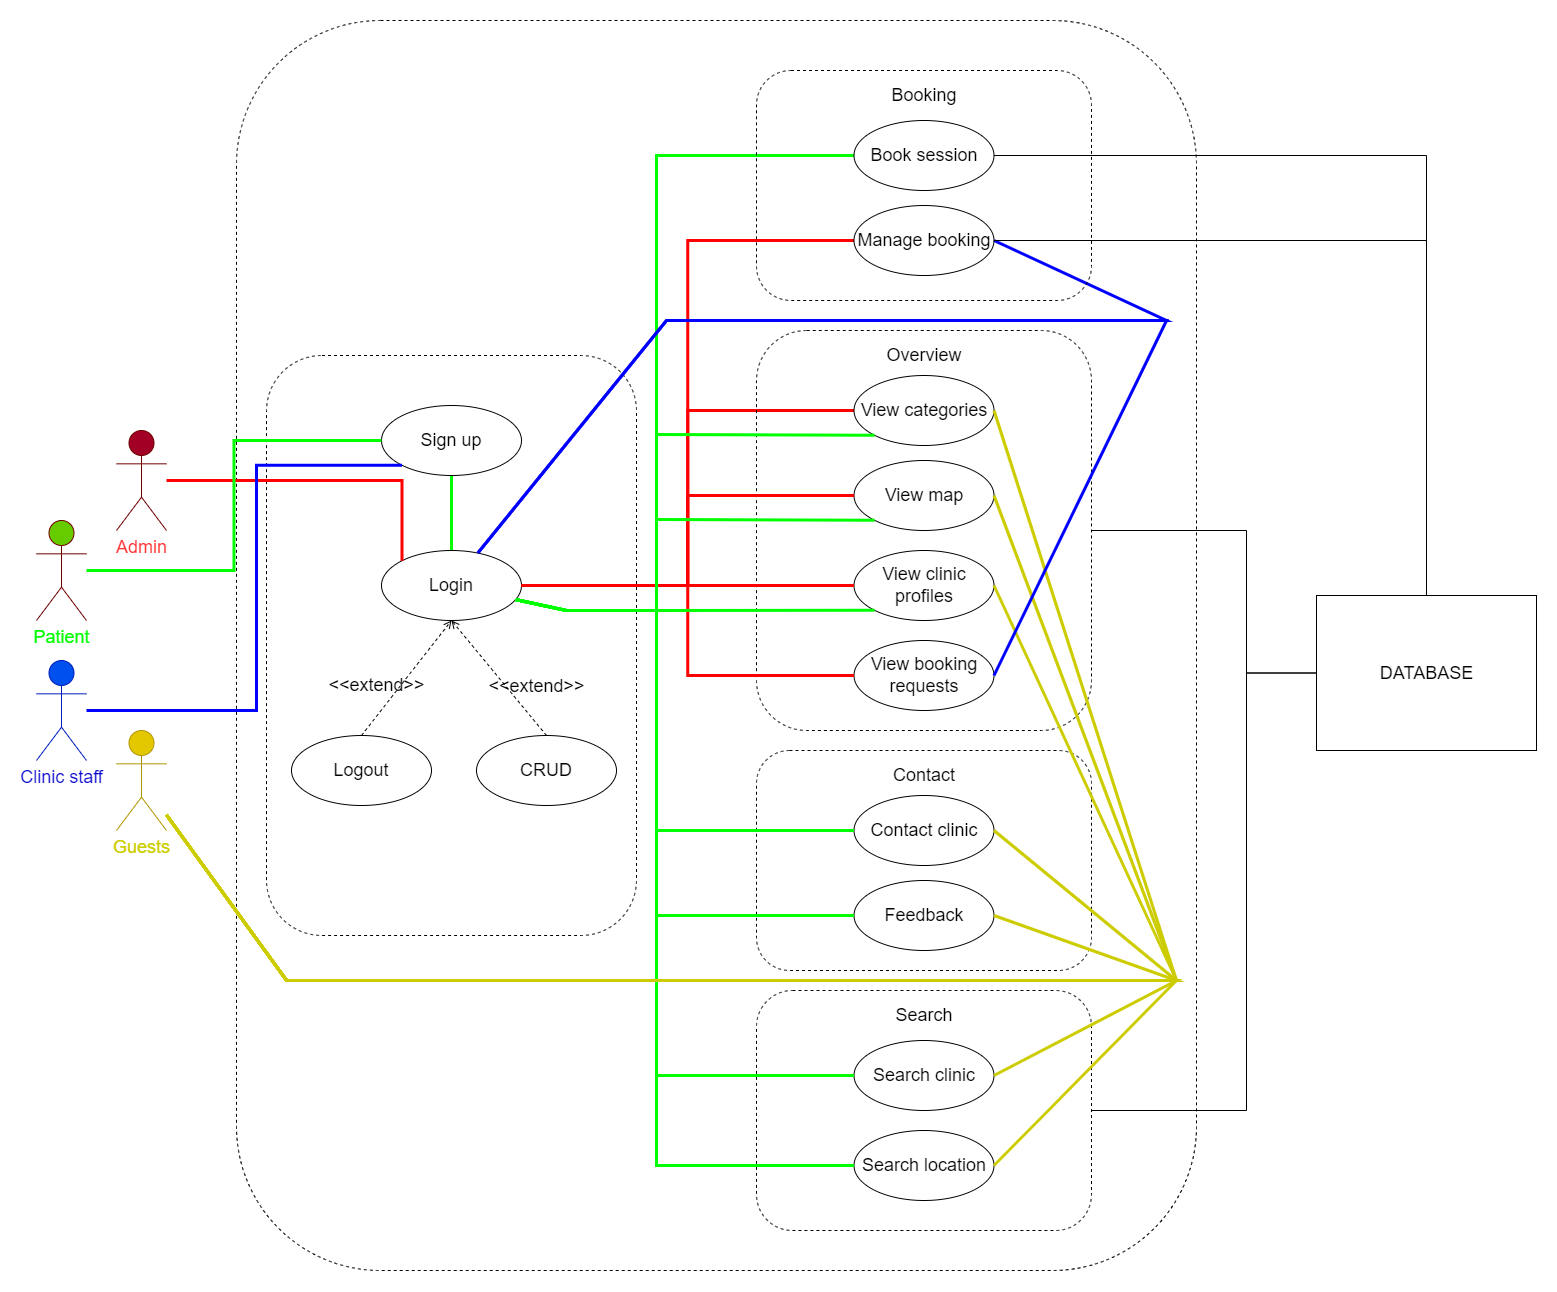 Booking
Book session
Manage booking
Overview
View categories
View map
View clinic
profiles
View booking
requests
Sign up
Login
<<extend>>
<<extend>>
Logout
CRUD
Admin
Patient
Clinic staff
Guests
Contact
Contact clinic
Feedback
Search
Search clinic
Search location
DATABASE